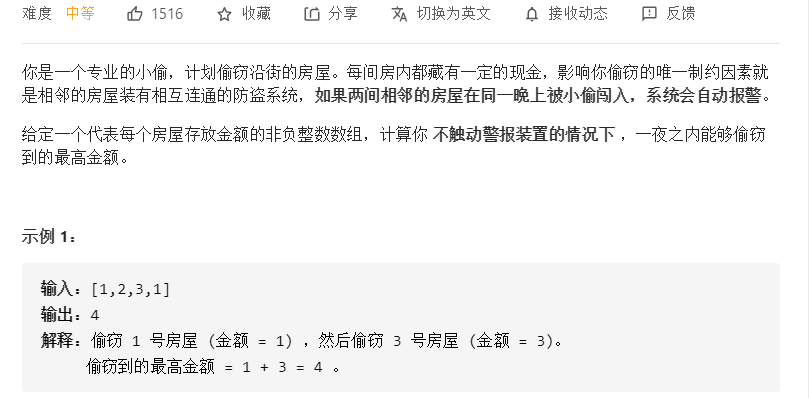 难度 中等 1516 收藏 分享 切换为英文 接收动态 反馈
你是一个专业的小偷，计划偷窃沿街的房屋。每间房内都藏有一定的现金，影响你偷窃的唯一制约因素就
是相邻的房屋装有相互连通的防盗系统，如果两间相邻的房屋在同一晚上被小偷闯入，系统会自动报警。
给定一个代表每个房屋存放金额的非负整数数组，计算你 不触动警报装置的情况下 ，一夜之内能够偷窃
到的最高金额。
示例 1：
输入：[1,2,3,1]
输出：4
解释：偷窃 1 号房屋 (金额 = 1) ，然后偷窃 3 号房屋 (金额 = 3)。
偷窃到的最高金额 = 1 + 3 = 4 。